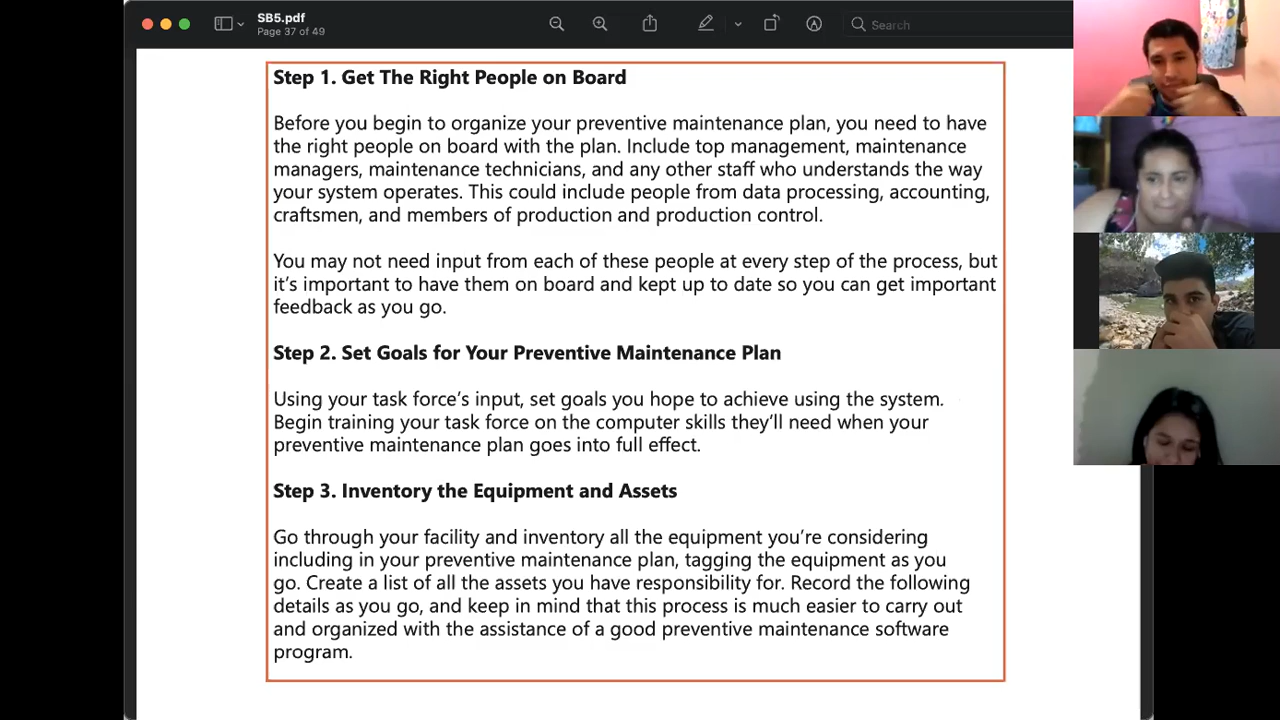 SB5.pdf
Page 37 of 49
Search
Step 1. Get The Right People on Board
Before you begin to organize your preventive maintenance plan, you need to have
the right people on board with the plan. Include top management, maintenance
managers, maintenance technicians, and any other staff who understands the way
your system operates. This could include people from data processing, accounting,
craftsmen, and members of production and production control.
You may not need input from each of these people at every step of the process, but
it's important to have them on board and kept up to date so you can get important
feedback as you go.
Step 2. Set Goals for Your Preventive Maintenance Plan
Using your task force's input, set goals you hope to achieve using the system.
Begin training your task force on the computer skills they'll need when your
preventive maintenance plan goes into full effect.
Step 3. Inventory the Equipment and Assets
Go through your facility and inventory all the equipment you're considering
including in your preventive maintenance plan, tagging the equipment as you
go. Create a list of all the assets you have responsibility for. Record the following
details as you go, and keep in mind that this process is much easier to carry out
and organized with the assistance of a good preventive maintenance software
program.